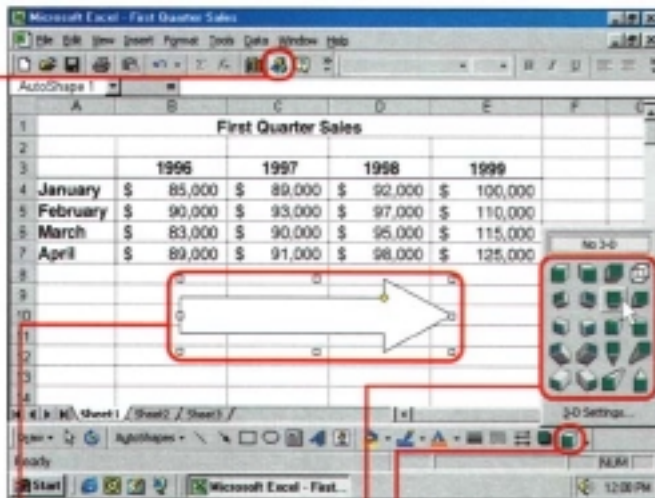 Microsoft Excel - First Quarter Sales
File Edit View Insert Format Tools Data Window Help
AutoShape 1 =
A B C D E F G
1 First Quarter Sales
2
3 1996 1997 1998 1999
4 January $ 85,000 $ 89,000 $ 92,000 $ 100,000
5 February $ 90,000 $ 93,000 $ 97,000 $ 110,000
6 March $ 83,000 $ 90,000 $ 95,000 $ 115,000
7 April $ 89,000 $ 91,000 $ 98,000 $ 125,000
No 3-D
8
9
10
11
12
13
14
3-D Settings...
Sheet1 / Sheet2 / Sheet3 /
Draw AutoShapes A
Ready NUM
Start Microsoft Excel - First... 12:00 PM